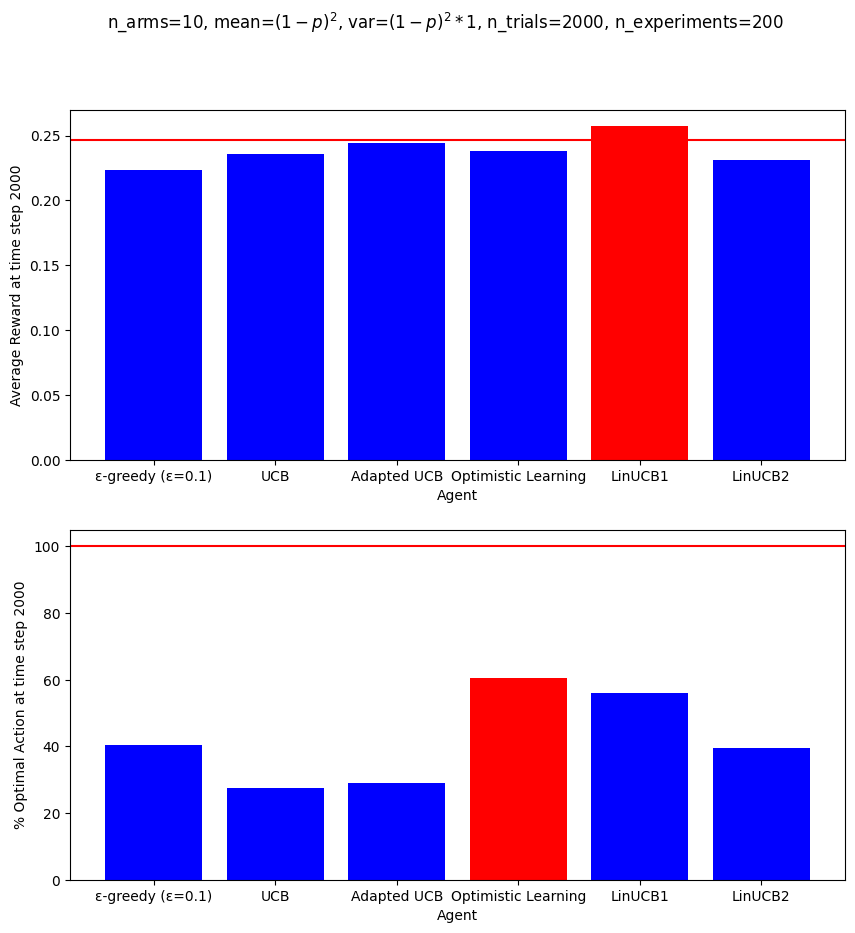 n_arms=10, mean=$(1-p)^2$, var=$(1-p)^2*1$, n_trials=2000, n_experiments=200
Average Reward at time step 2000
0.25
0.20
0.15
0.10
0.05
0.00
ε-greedy (ε=0.1) UCB Adapted UCB Optimistic Learning LinUCB1 LinUCB2
Agent
% Optimal Action at time step 2000
100
80
60
40
20
0
ε-greedy (ε=0.1) UCB Adapted UCB Optimistic Learning LinUCB1 LinUCB2
Agent